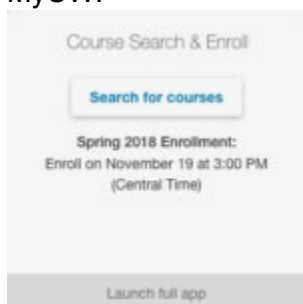 MyUW.
Course Search & Enroll
Search for courses
Spring 2018 Enrollment:
Enroll on November 19 at 3:00 PM
(Central Time)
Launch full app